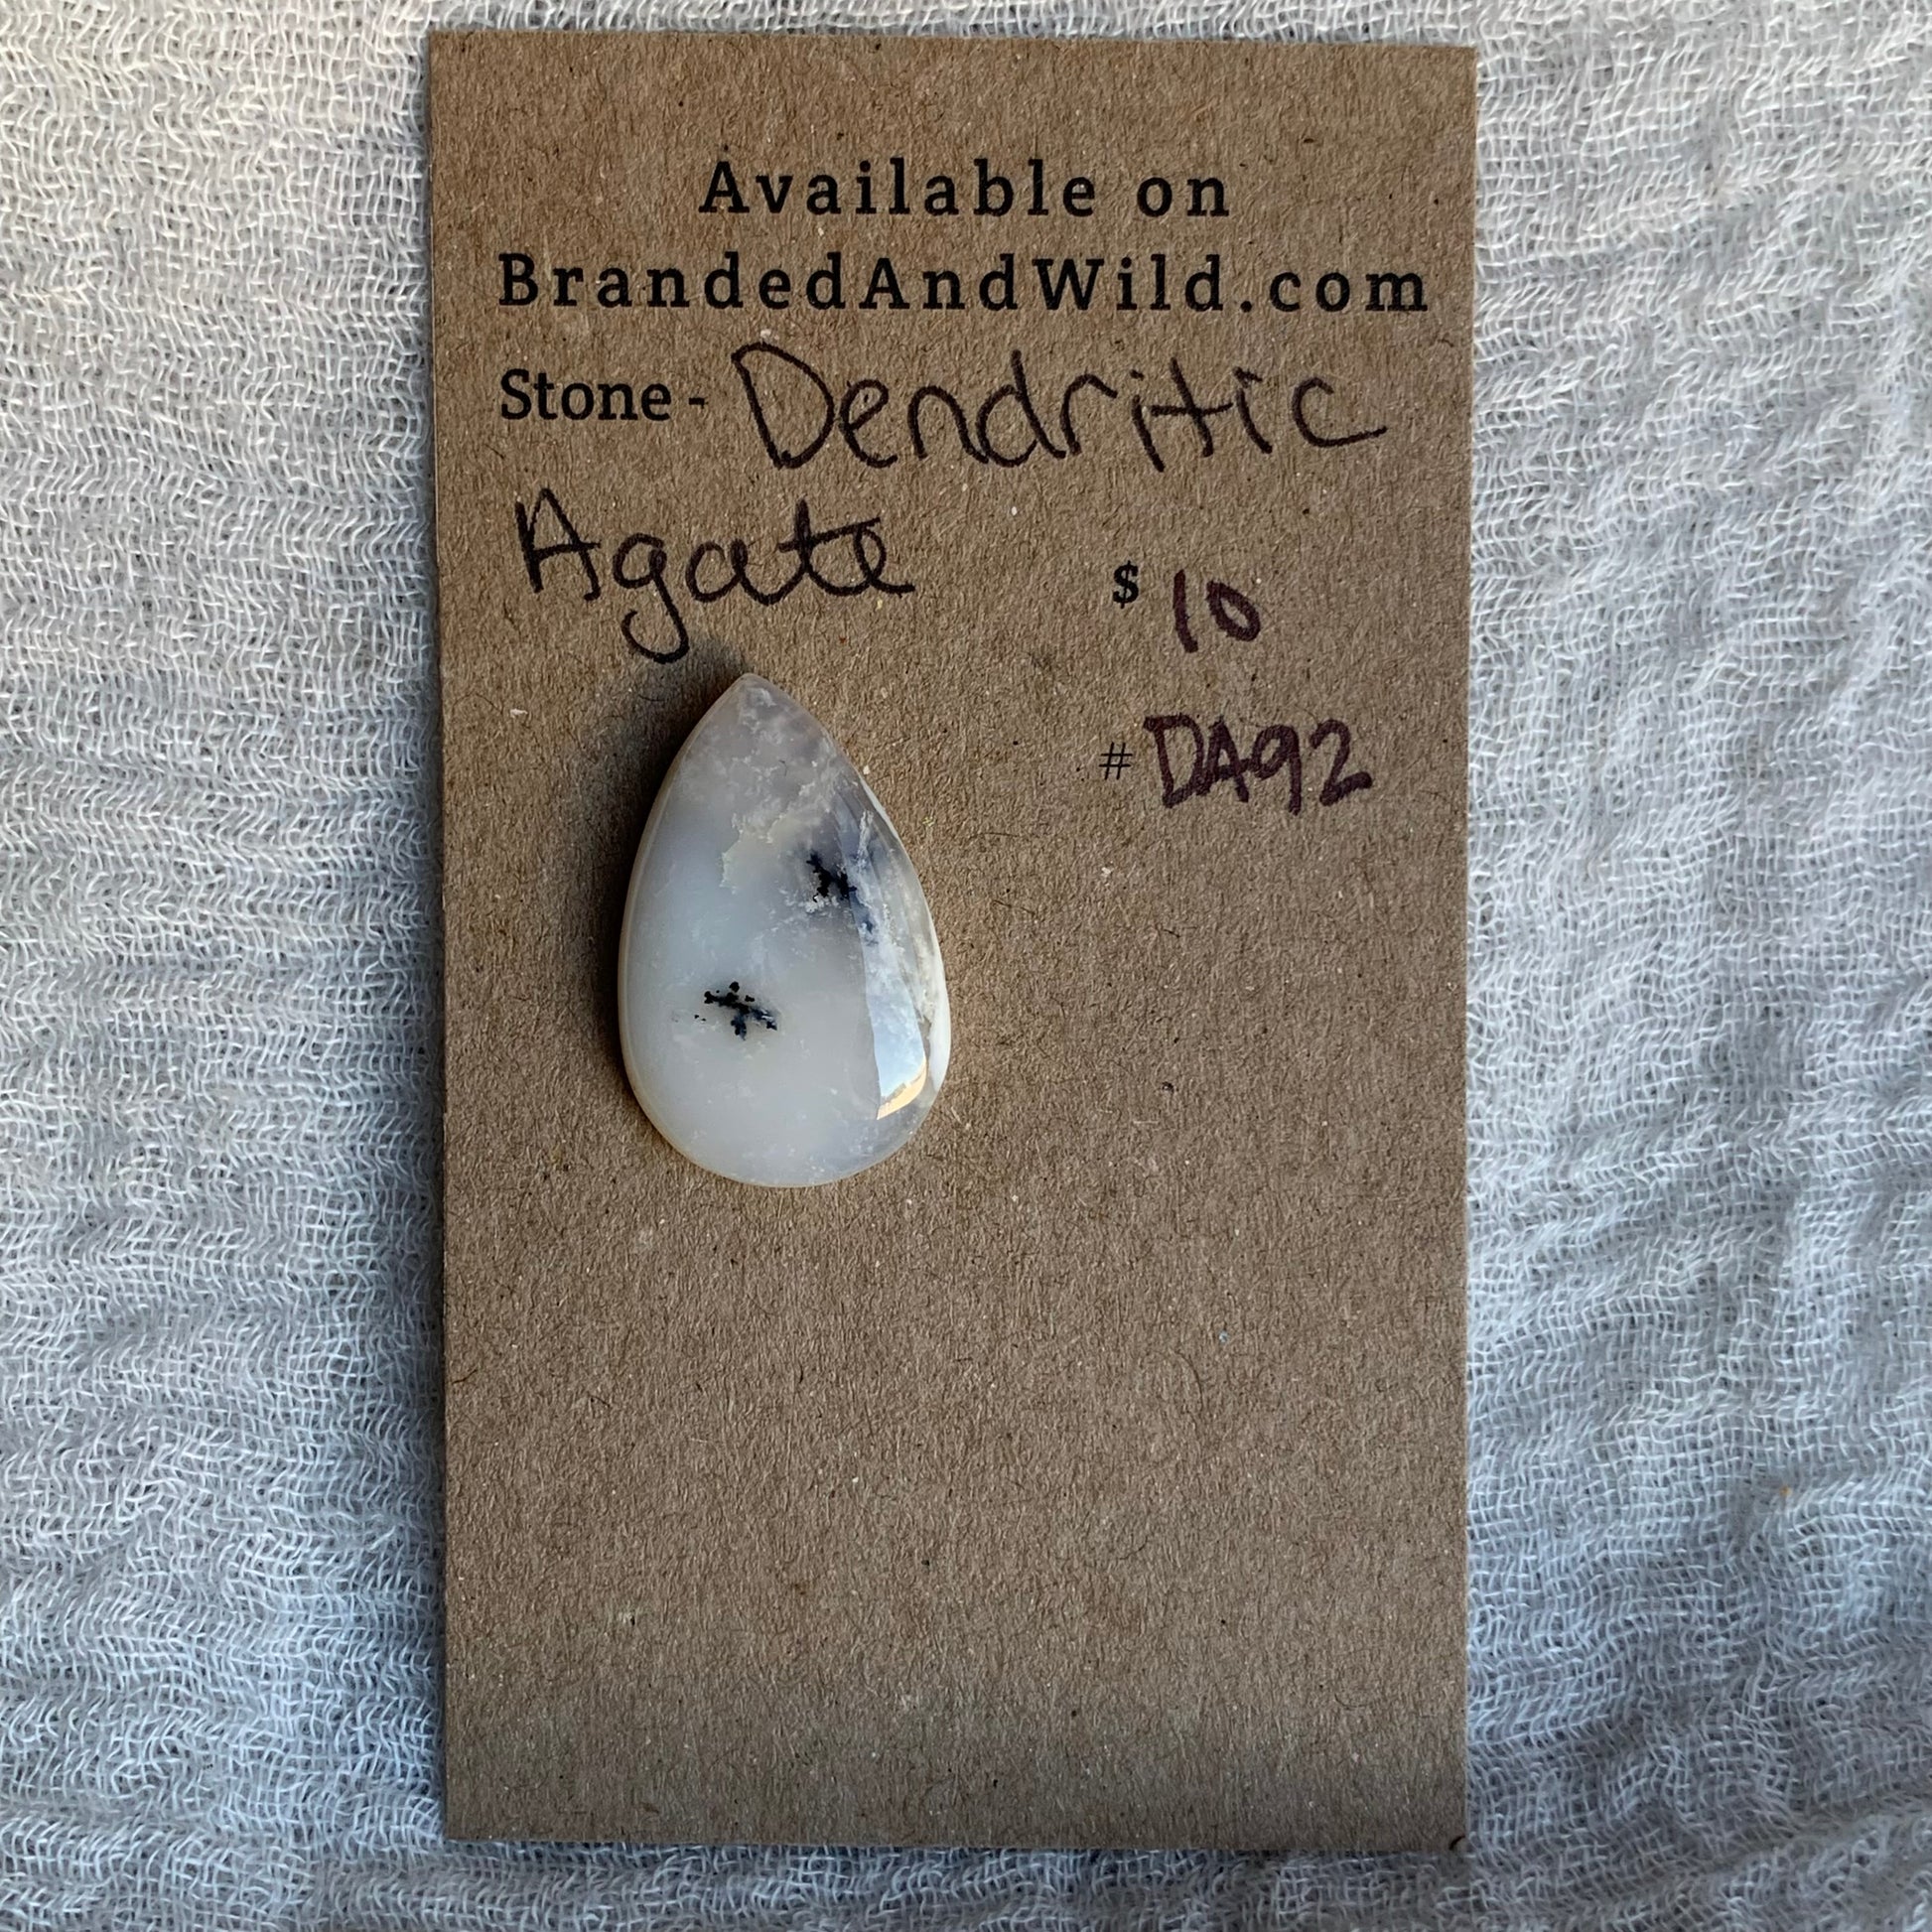 Available on
BrandedAndWild.com
Stone - Dendritic
Agate
$ 10
# DA92